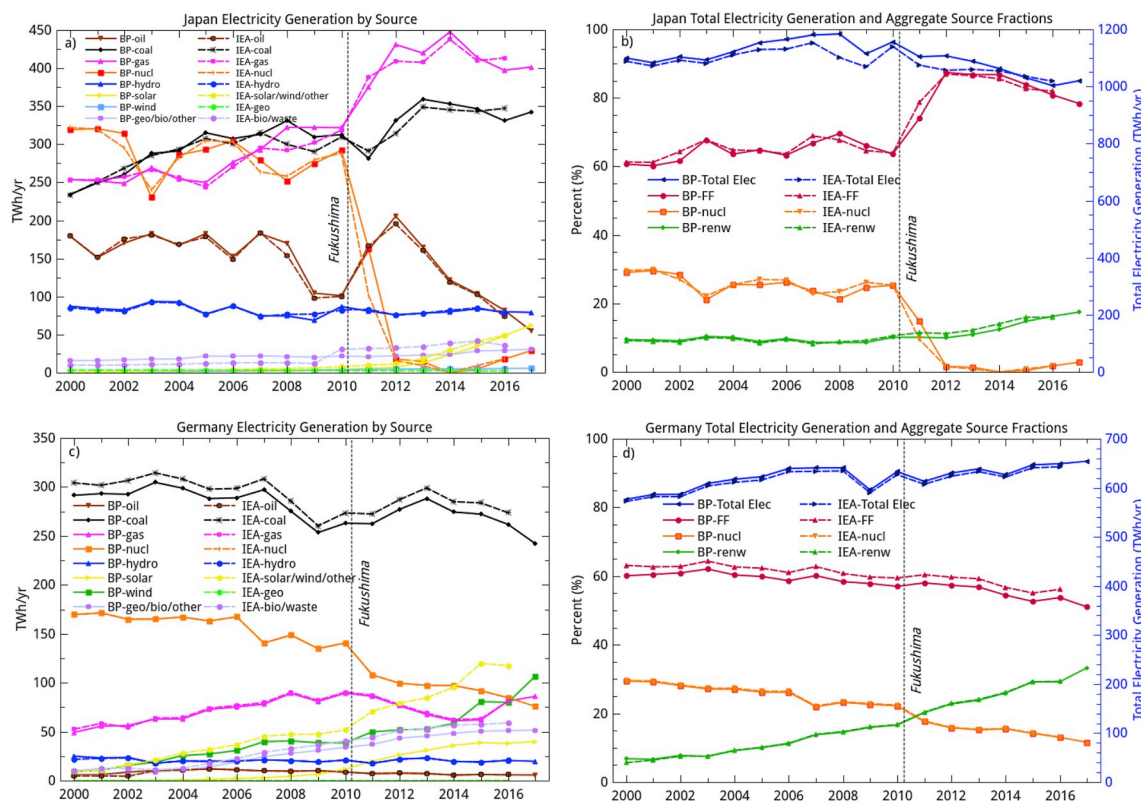 Japan Electricity Generation by Source
a)
BP-oil IEA-oil
BP-coal IEA-coal
BP-gas IEA-gas
BP-nucl IEA-nucl
BP-hydro IEA-hydro
BP-solar IEA-solar/wind/other
BP-wind IEA-geo
BP-geo/bio/other IEA-bio/waste
Fukushima
TWh/yr
450
400
350
300
250
200
150
100
50
0
2000 2002 2004 2006 2008 2010 2012 2014 2016
Japan Total Electricity Generation and Aggregate Source Fractions
b)
BP-Total Elec IEA-Total Elec
BP-FF IEA-FF
BP-nucl IEA-nucl
BP-renw IEA-renw
Fukushima
Percent (%)
100
80
60
40
20
0
Total Electricity Generation (TWh/yr)
1200
1000
800
600
400
200
0
2000 2002 2004 2006 2008 2010 2012 2014 2016
Germany Electricity Generation by Source
c)
BP-oil IEA-oil
BP-coal IEA-coal
BP-gas IEA-gas
BP-nucl IEA-nucl
BP-hydro IEA-hydro
BP-solar IEA-solar/wind/other
BP-wind IEA-geo
BP-geo/bio/other IEA-bio/waste
Fukushima
TWh/yr
350
300
250
200
150
100
50
0
2000 2002 2004 2006 2008 2010 2012 2014 2016
Germany Total Electricity Generation and Aggregate Source Fractions
d)
BP-Total Elec IEA-Total Elec
BP-FF IEA-FF
BP-nucl IEA-nucl
BP-renw IEA-renw
Fukushima
Percent (%)
100
80
60
40
20
0
Total Electricity Generation (TWh/yr)
700
600
500
400
300
200
100
0
2000 2002 2004 2006 2008 2010 2012 2014 2016